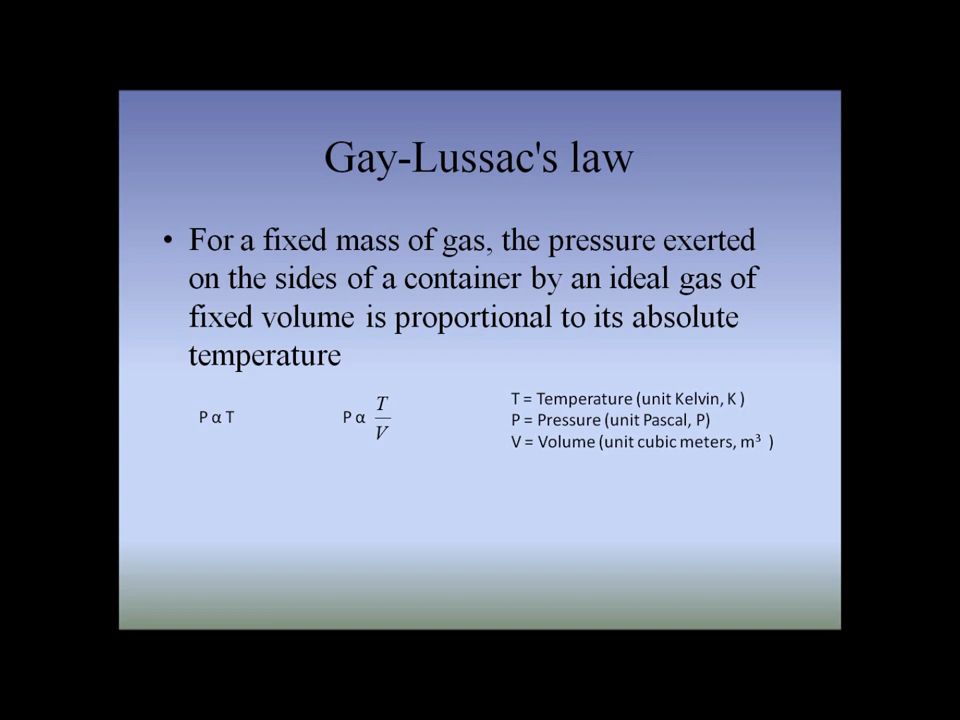 Gay-Lussac's law
• For a fixed mass of gas, the pressure exerted
on the sides of a container by an ideal gas of
fixed volume is proportional to its absolute
temperature
P α T
P α T/V
T = Temperature (unit Kelvin, K )
P = Pressure (unit Pascal, P)
V = Volume (unit cubic meters, m³ )